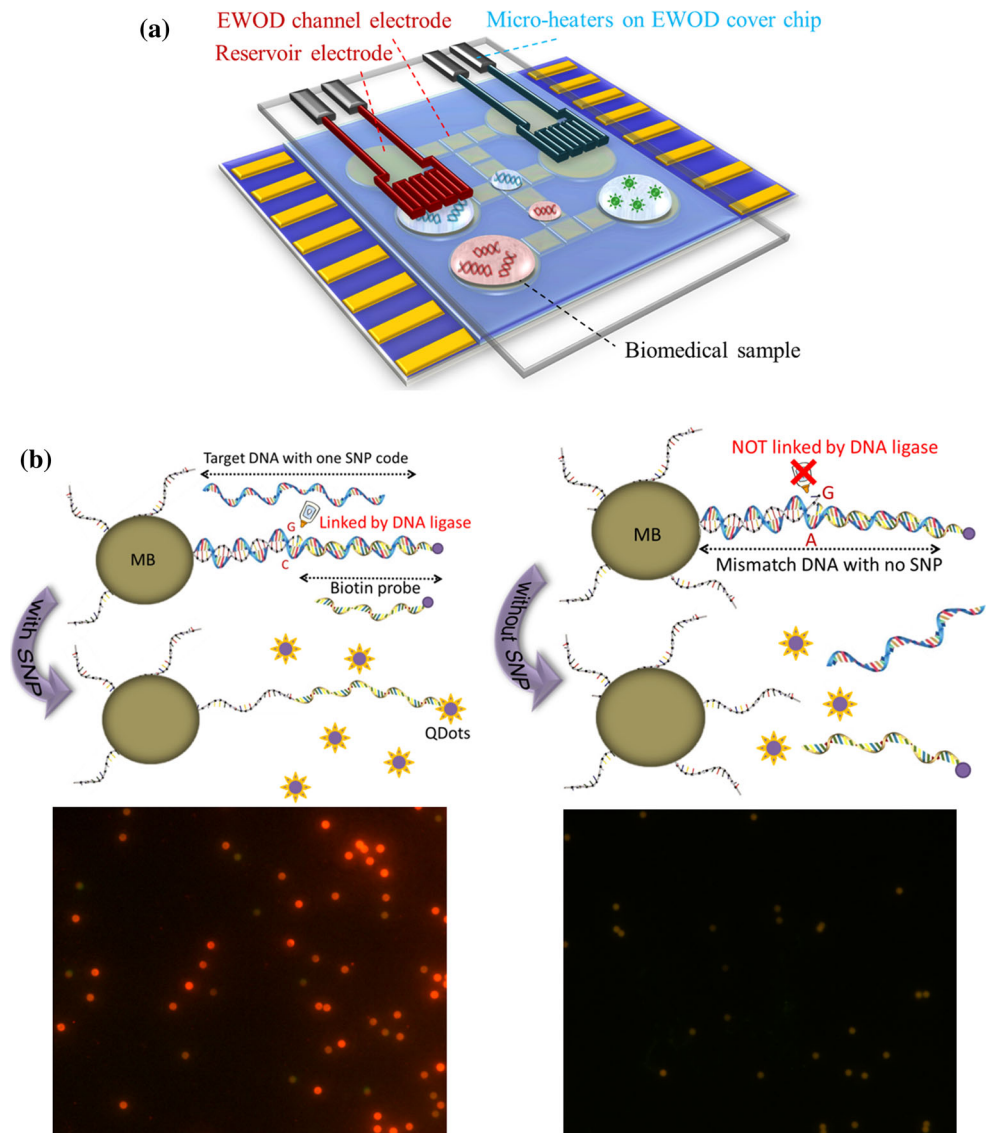 (a)
EWOD channel electrode
Reservoir electrode
Micro-heaters on EWOD cover chip
Biomedical sample
(b)
Target DNA with one SNP code
G
Linked by DNA ligase
MB
C
Biotin probe
with SNP
QDots
NOT linked by DNA ligase
G
MB
A
Mismatch DNA with no SNP
without SNP